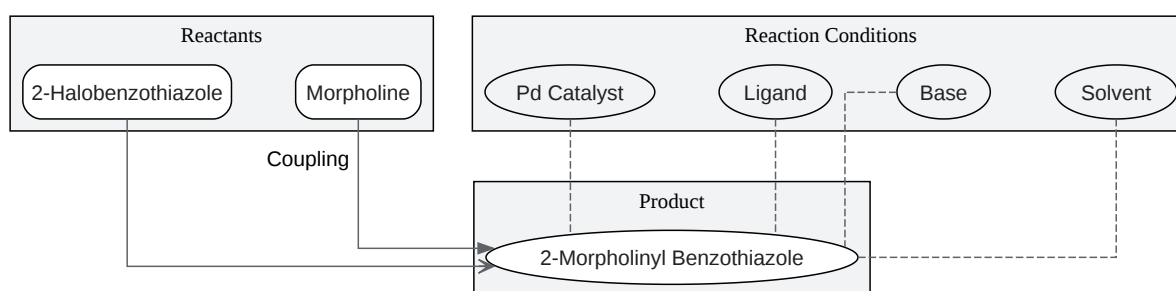 Reactants
Reaction Conditions
2-Halobenzothiazole
Morpholine
Pd Catalyst
Ligand
Base
Solvent
Coupling
Product
2-Morpholinyl Benzothiazole